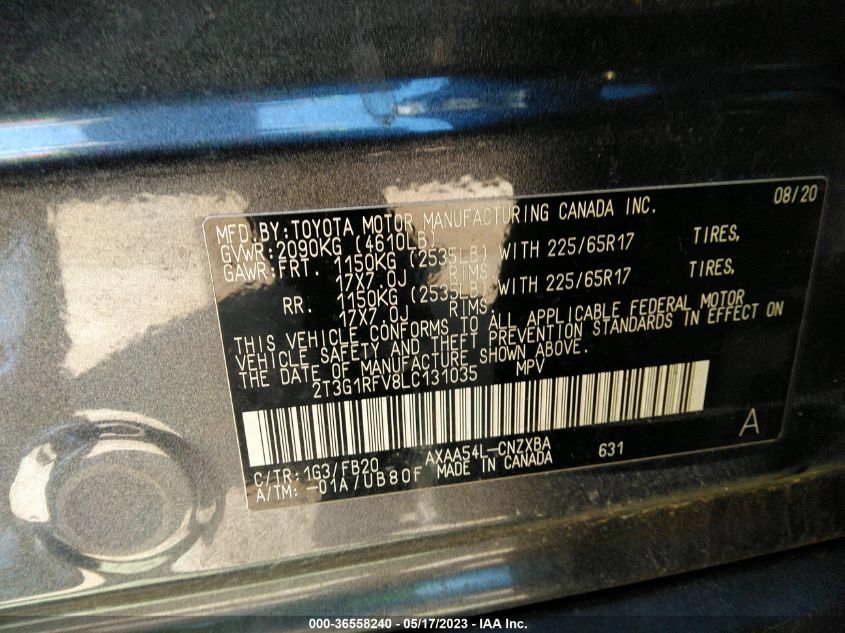 08/20
MFD.BY:TOYOTA MOTOR MANUFACTURING CANADA INC.
GVWR:2090KG (4610LB)
GAWR:FRT. 1150KG (2535LB) WITH 225/65R17 TIRES,
17X7.0J RIMS.
RR. 1150KG (2535LB) WITH 225/65R17 TIRES,
17X7.0J RIMS.
THIS VEHICLE CONFORMS TO ALL APPLICABLE FEDERAL MOTOR
VEHICLE SAFETY AND THEFT PREVENTION STANDARDS IN EFFECT ON
THE DATE OF MANUFACTURE SHOWN ABOVE.
2T3G1RFV8LC131035 MPV
C/TR:1G3/FB20 AXAA54L-CNZXBA 631
A/TM: -01A/UB80F MADE IN CANADA
A
000-36558240 - 05/17/2023 - IAA Inc.